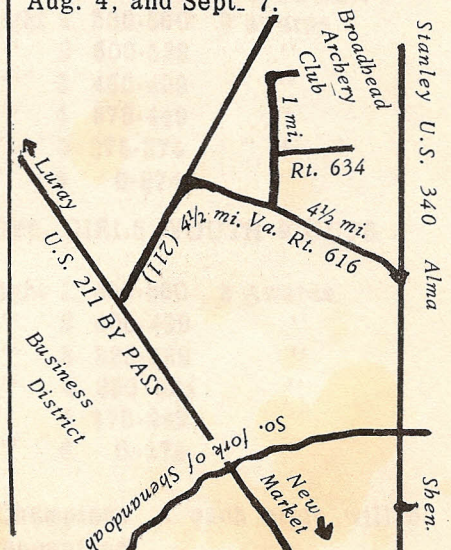 Aug. 4, and Sept. 7.
Broadhead
Archery
Club
Stanley U.S. 340 Alma
1 mi.
Rt. 634
4½ mi.
4½ mi. Va. Rt. 616
(211)
Luray
U.S. 211 BY PASS
Business
District
So. fork of Shenandoah
New
Market
Shen.